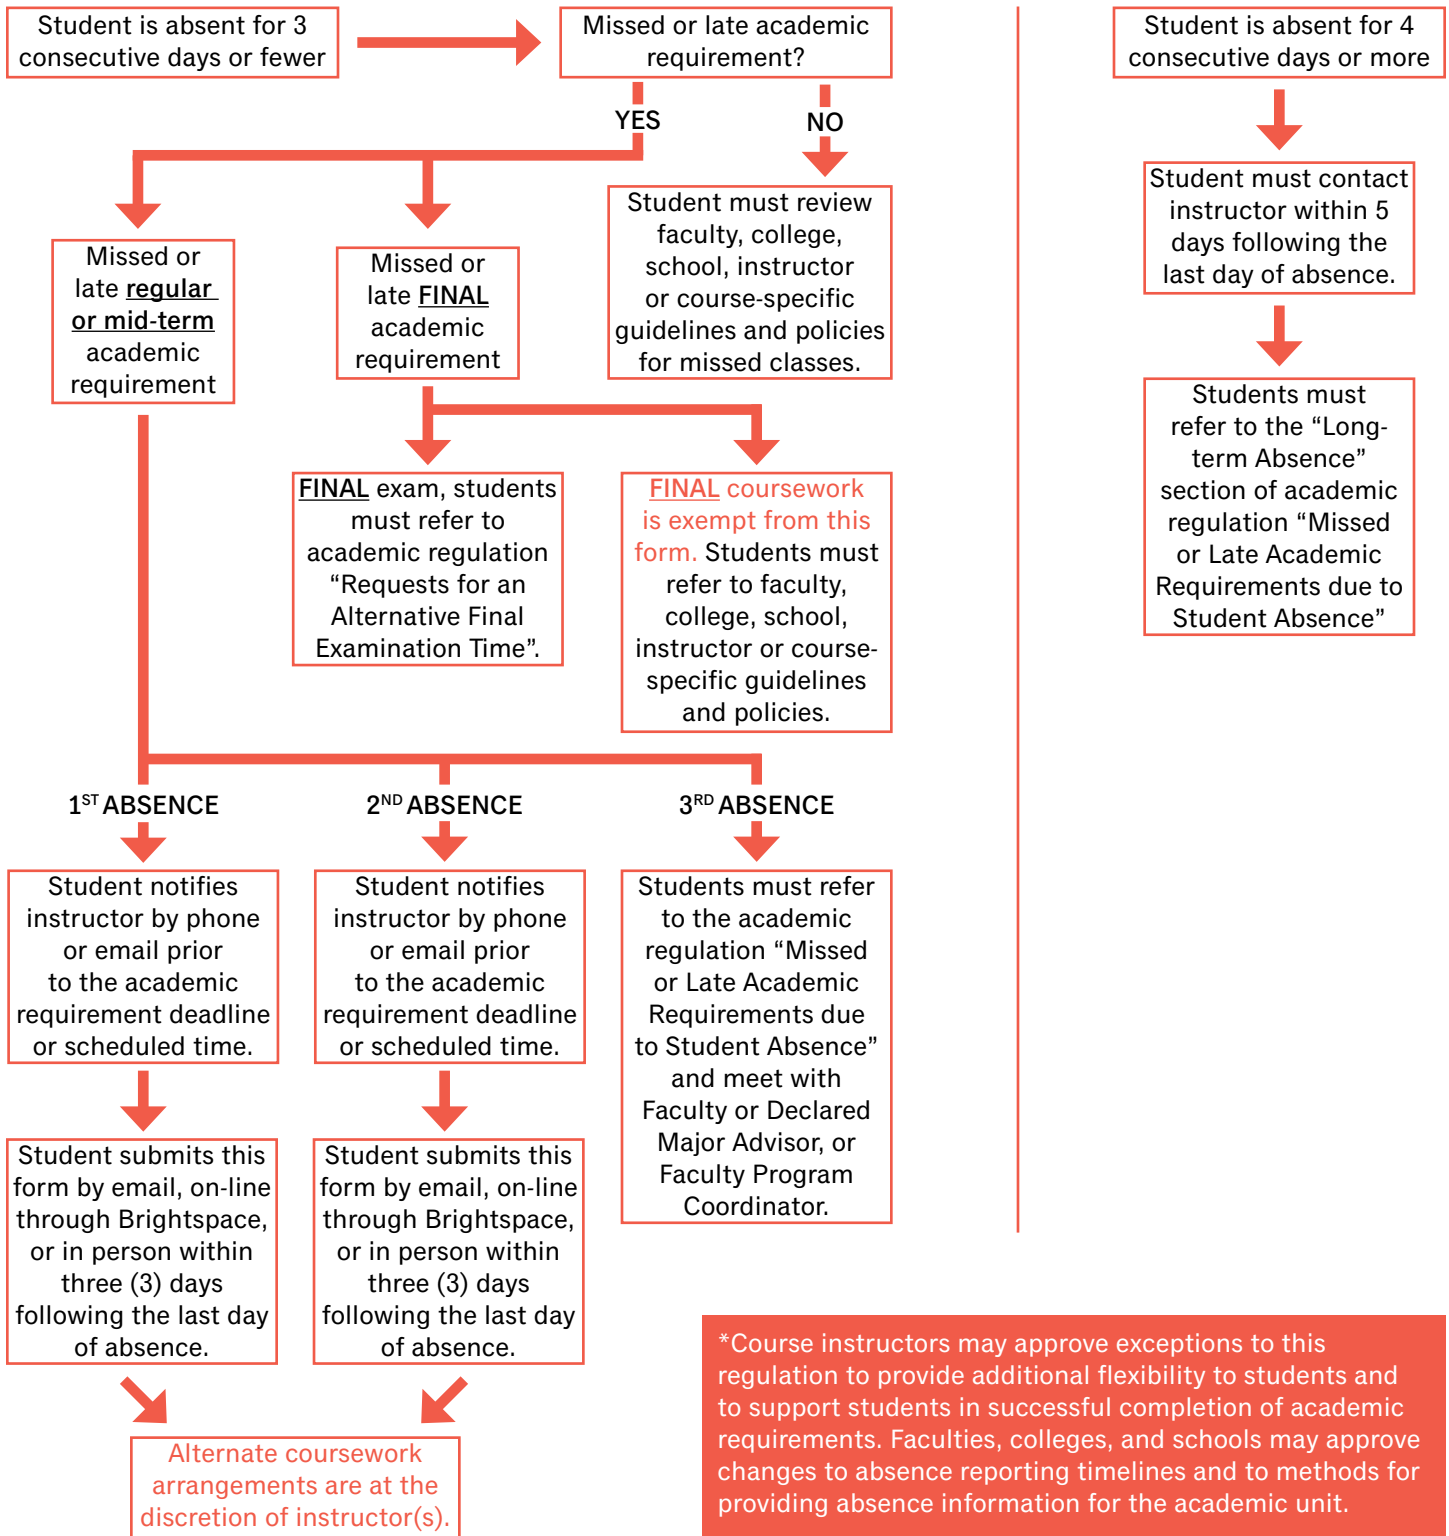 Student is absent for 3
consecutive days or fewer
Missed or late academic
requirement?
YES
NO
Missed or
late regular
or mid-term
academic
requirement
Missed or
late FINAL
academic
requirement
Student must review
faculty, college,
school, instructor
or course-specific
guidelines and policies
for missed classes.
FINAL exam, students
must refer to
academic regulation
“Requests for an
Alternative Final
Examination Time”.
FINAL coursework
is exempt from this
form. Students must
refer to faculty,
college, school,
instructor or course-
specific guidelines
and policies.
1ST ABSENCE
2ND ABSENCE
3RD ABSENCE
Student notifies
instructor by phone
or email prior
to the academic
requirement deadline
or scheduled time.
Student notifies
instructor by phone
or email prior
to the academic
requirement deadline
or scheduled time.
Students must refer
to the academic
regulation “Missed
or Late Academic
Requirements due
to Student Absence”
and meet with
Faculty or Declared
Major Advisor, or
Faculty Program
Coordinator.
Student submits this
form by email, on-line
through Brightspace,
or in person within
three (3) days
following the last day
of absence.
Student submits this
form by email, on-line
through Brightspace,
or in person within
three (3) days
following the last day
of absence.
Alternate coursework
arrangements are at the
discretion of instructor(s).
Student is absent for 4
consecutive days or more
Student must contact
instructor within 5
days following the
last day of absence.
Students must
refer to the “Long-
term Absence”
section of academic
regulation “Missed
or Late Academic
Requirements due to
Student Absence”
*Course instructors may approve exceptions to this
regulation to provide additional flexibility to students and
to support students in successful completion of academic
requirements. Faculties, colleges, and schools may approve
changes to absence reporting timelines and to methods for
providing absence information for the academic unit.